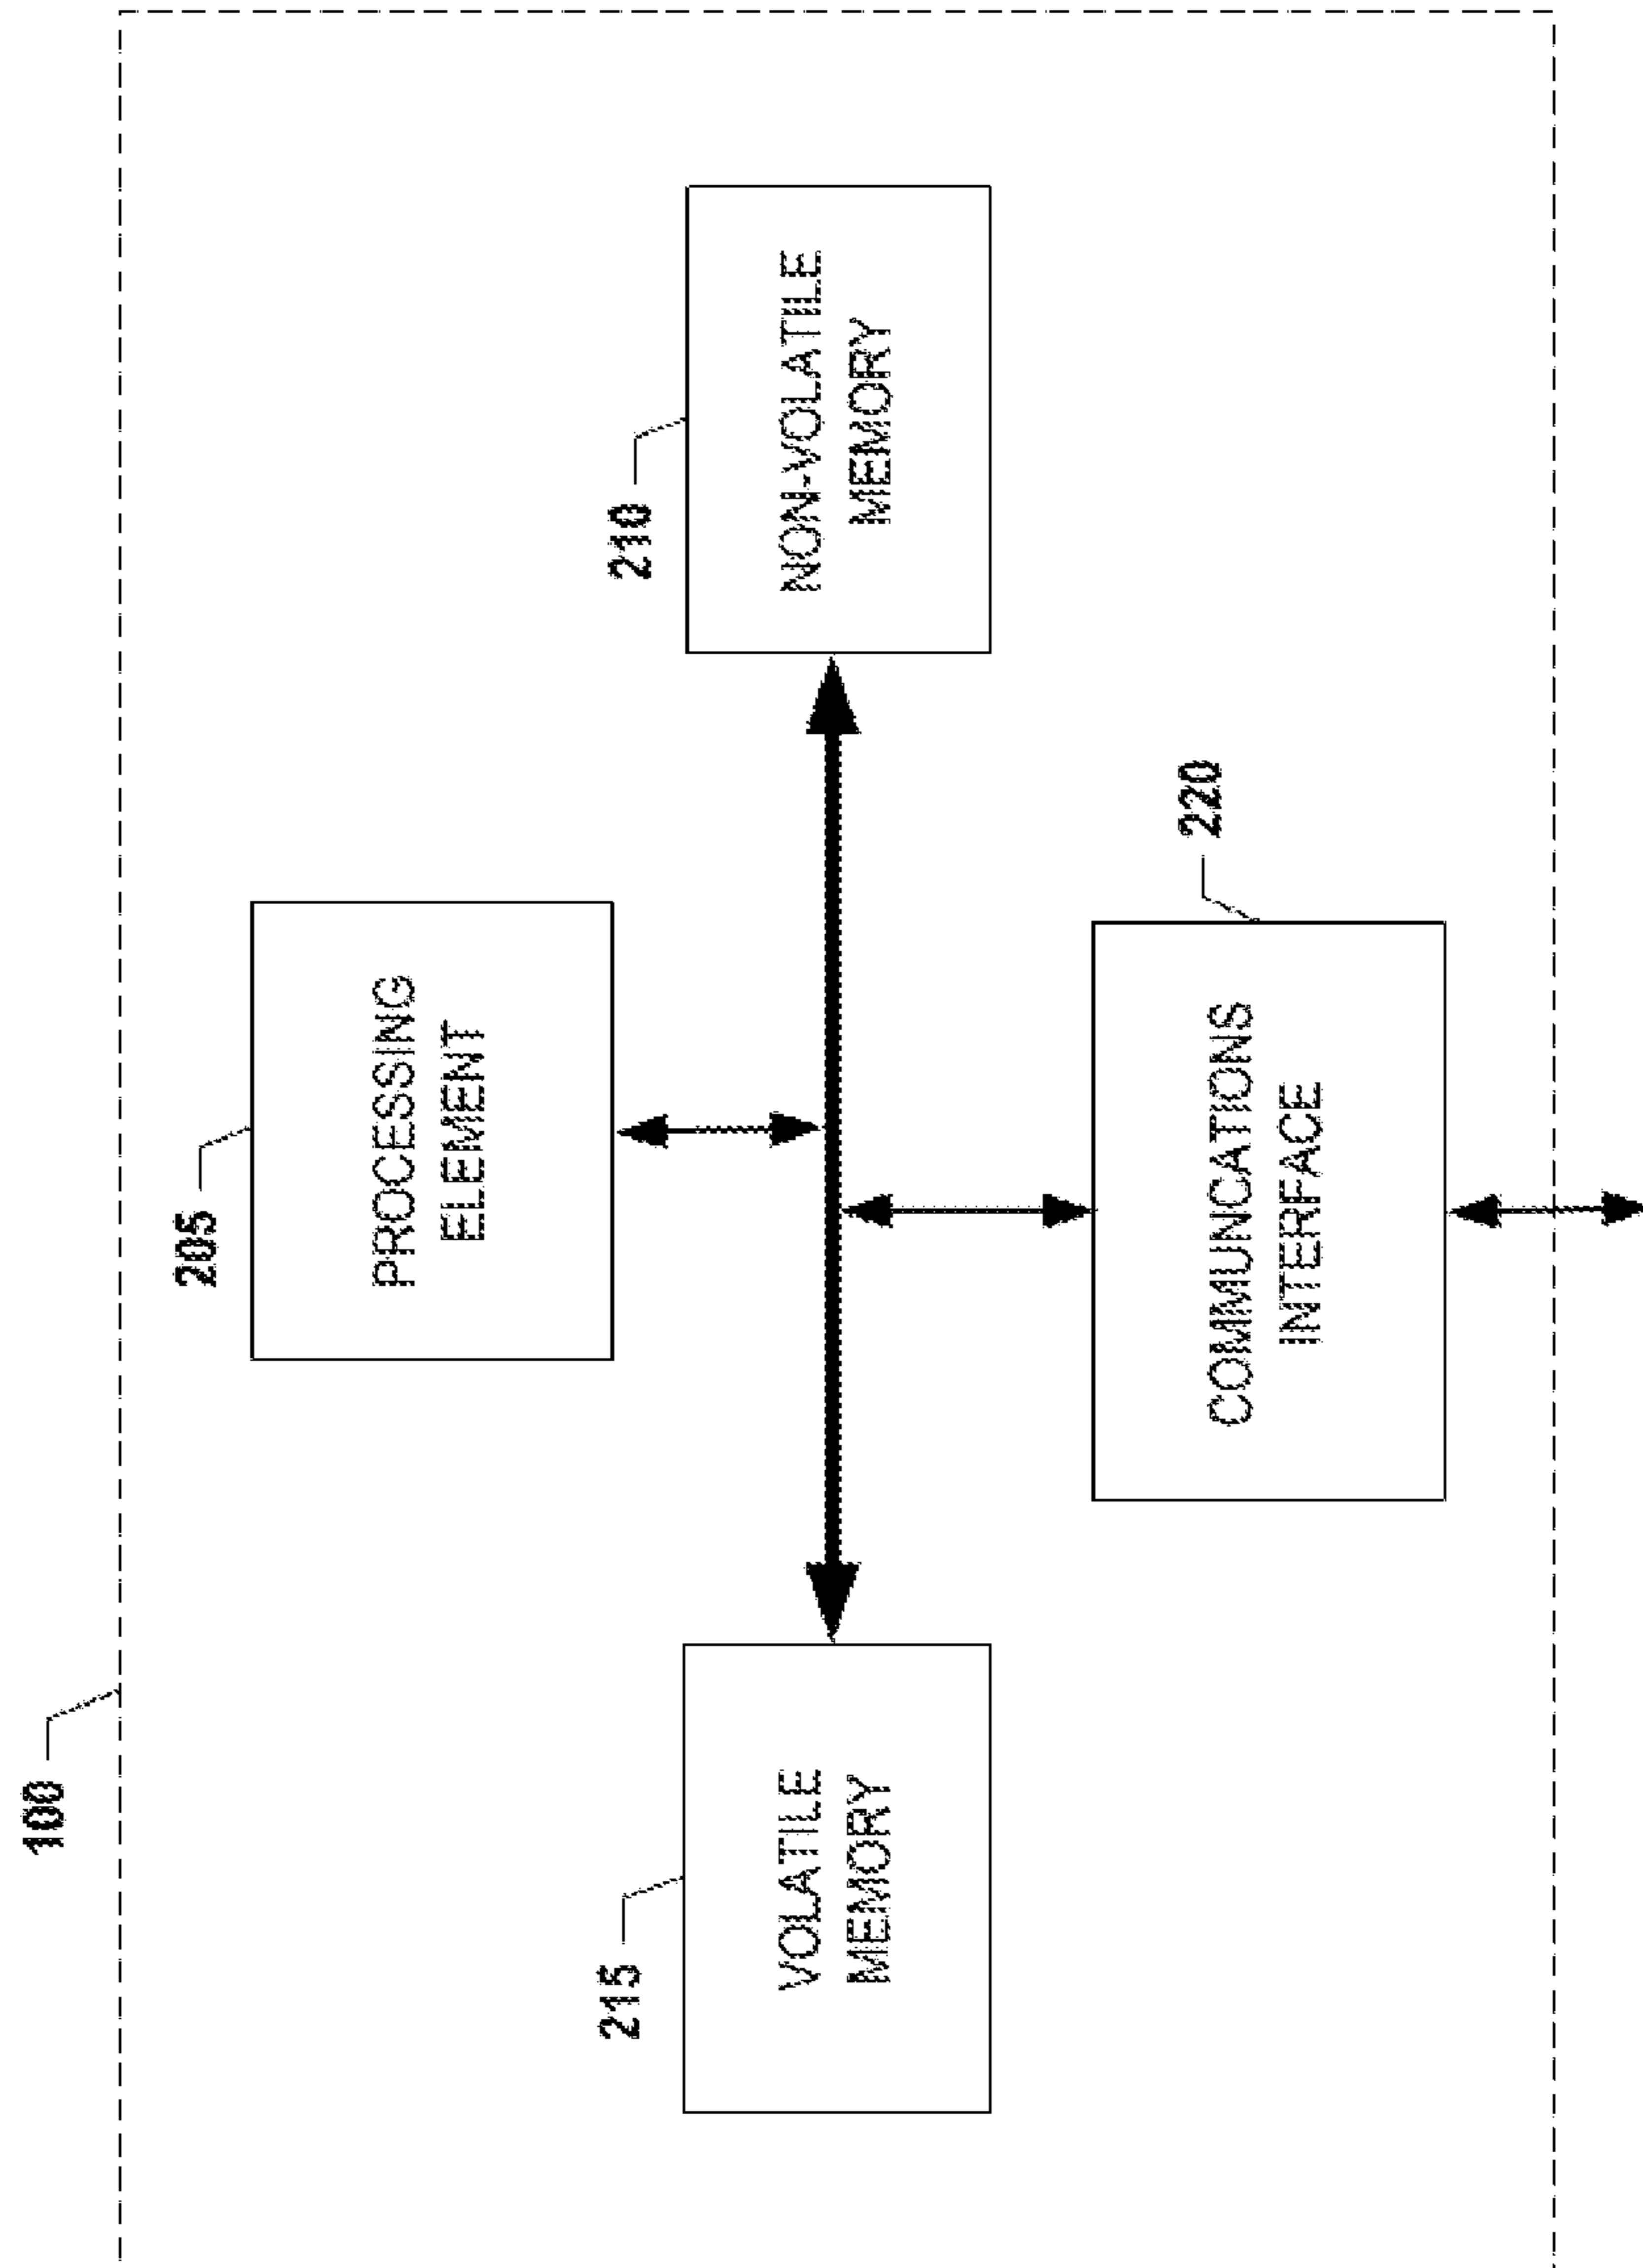 100
205
PROCESSING
ELEMENT
215
VOLATILE
MEMORY
210
NON-VOLATILE
MEMORY
220
COMMUNCATIONS
INTERFACE